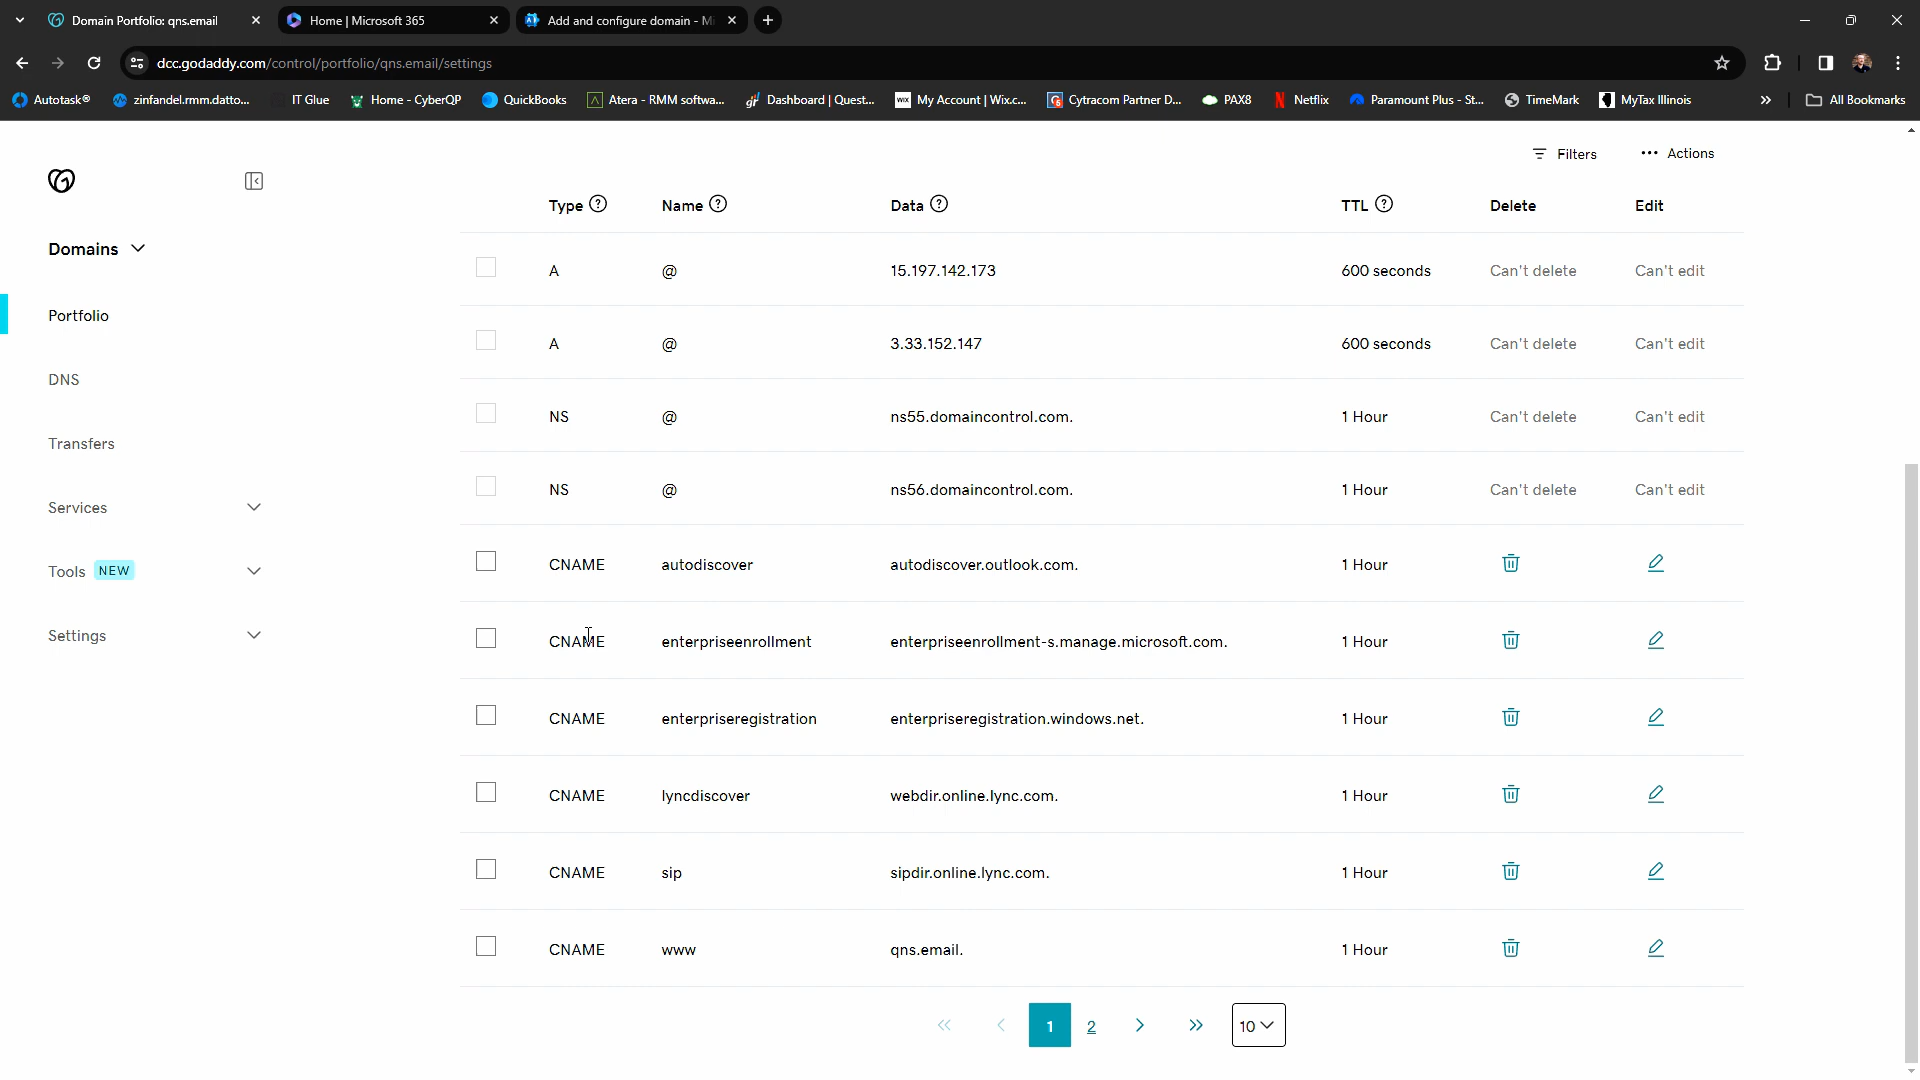 Domain Portfolio: qns.email
Home | Microsoft 365
Add and configure domain - M
dcc.godaddy.com/control/portfolio/qns.email/settings
Autotask®
zinfandel.rmm.datto...
IT Glue
Home - CyberQP
QuickBooks
Atera - RMM softwa...
Dashboard | Quest...
WIX
My Account | Wix.c...
Cytracom Partner D...
PAX8
Netflix
Paramount Plus - St...
TimeMark
MyTax Illinois
All Bookmarks
Filters
Actions
Domains
Portfolio
DNS
Transfers
Services
Tools NEW
Settings
Type ? Name ? Data ? TTL ? Delete Edit
A @ 15.197.142.173 600 seconds Can't delete Can't edit
A @ 3.33.152.147 600 seconds Can't delete Can't edit
NS @ ns55.domaincontrol.com. 1 Hour Can't delete Can't edit
NS @ ns56.domaincontrol.com. 1 Hour Can't delete Can't edit
CNAME autodiscover autodiscover.outlook.com. 1 Hour
CNAME enterpriseenrollment enterpriseenrollment-s.manage.microsoft.com. 1 Hour
CNAME enterpriseregistration enterpriseregistration.windows.net. 1 Hour
CNAME lyncdiscover webdir.online.lync.com. 1 Hour
CNAME sip sipdir.online.lync.com. 1 Hour
CNAME www qns.email. 1 Hour
1 2 10